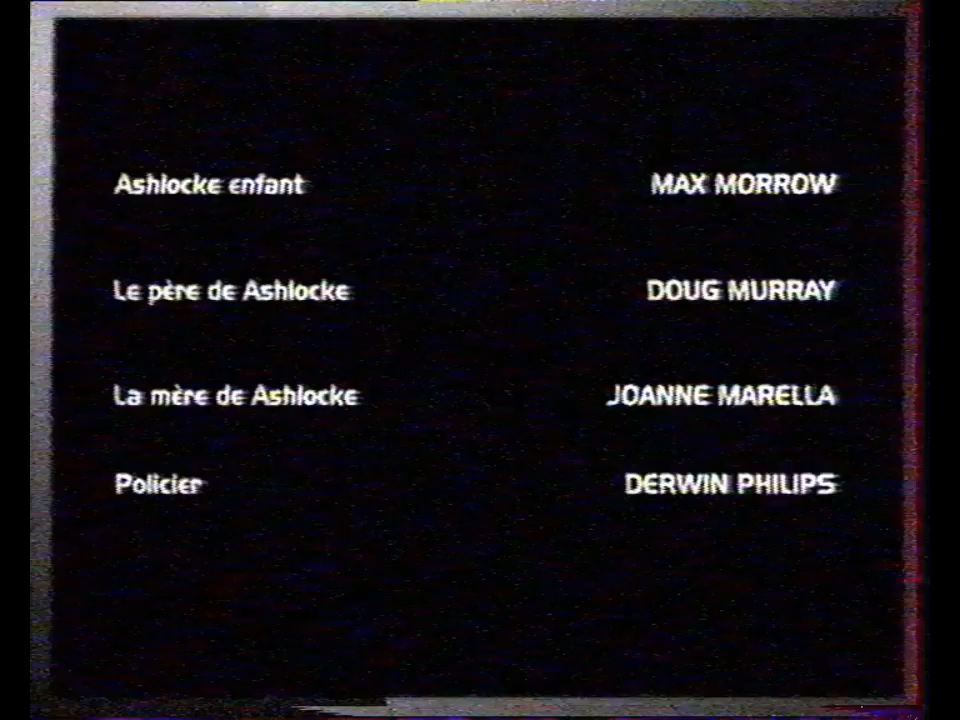 Ashlocke enfant MAX MORROW
Le père de Ashlocke DOUG MURRAY
La mère de Ashlocke JOANNE MARELLA
Policier DERWIN PHILIPS